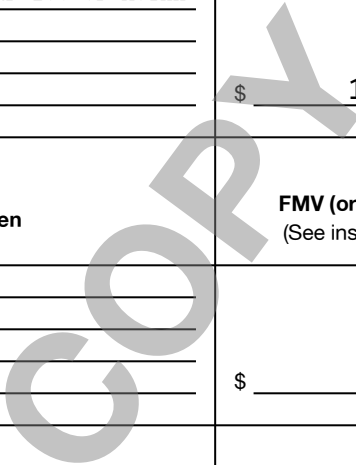 $ 1
en
FMV (or
(See ins
$
COPY